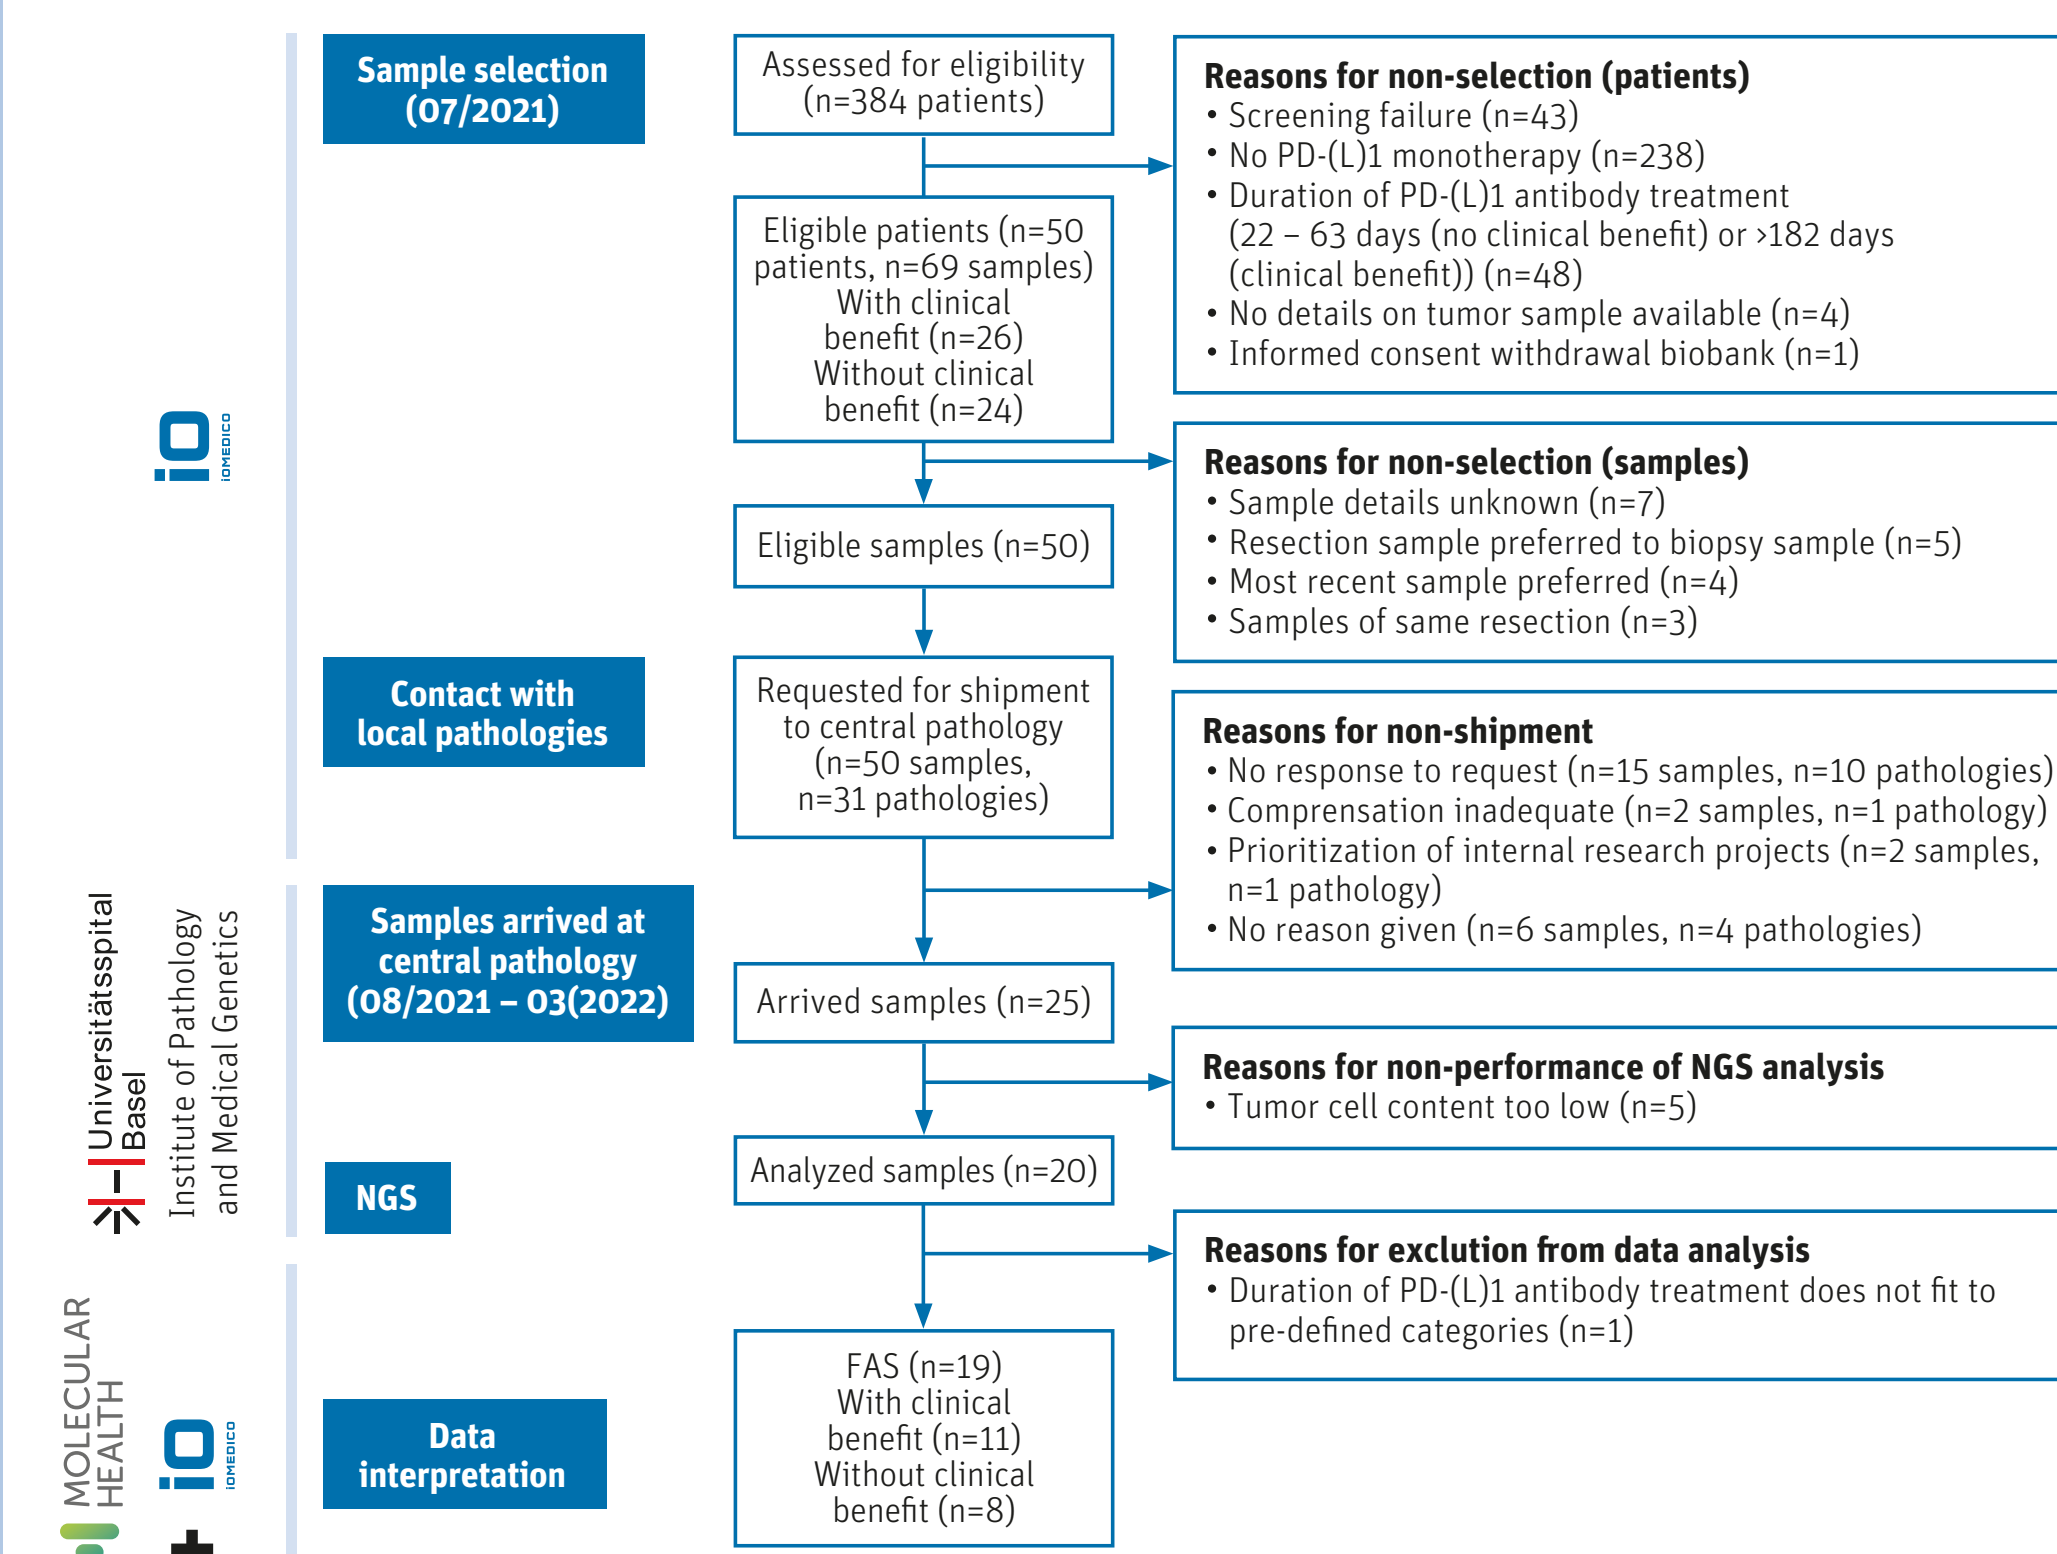 Sample selection
(07/2021)
Assessed for eligibility
(n=384 patients)
Reasons for non-selection (patients)
• Screening failure (n=43)
• No PD-(L)1 monotherapy (n=238)
• Duration of PD-(L)1 antibody treatment
(22 – 63 days (no clinical benefit) or >182 days
(clinical benefit)) (n=48)
• No details on tumor sample available (n=4)
• Informed consent withdrawal biobank (n=1)
Eligible patients (n=50
patients, n=69 samples)
With clinical
benefit (n=26)
Without clinical
benefit (n=24)
iO
iOMEDICO
Reasons for non-selection (samples)
• Sample details unknown (n=7)
• Resection sample preferred to biopsy sample (n=5)
• Most recent sample preferred (n=4)
• Samples of same resection (n=3)
Eligible samples (n=50)
Contact with
local pathologies
Requested for shipment
to central pathology
(n=50 samples,
n=31 pathologies)
Reasons for non-shipment
• No response to request (n=15 samples, n=10 pathologies)
• Comprensation inadequate (n=2 samples, n=1 pathology)
• Prioritization of internal research projects (n=2 samples,
n=1 pathology)
• No reason given (n=6 samples, n=4 pathologies)
Universitätsspital
Basel
Institute of Pathology
and Medical Genetics
Samples arrived at
central pathology
(08/2021 – 03(2022)
Arrived samples (n=25)
Reasons for non-performance of NGS analysis
• Tumor cell content too low (n=5)
NGS
Analyzed samples (n=20)
Reasons for exclution from data analysis
• Duration of PD-(L)1 antibody treatment does not fit to
pre-defined categories (n=1)
MOLECULAR
HEALTH
+
iO
iOMEDICO
Data
interpretation
FAS (n=19)
With clinical
benefit (n=11)
Without clinical
benefit (n=8)